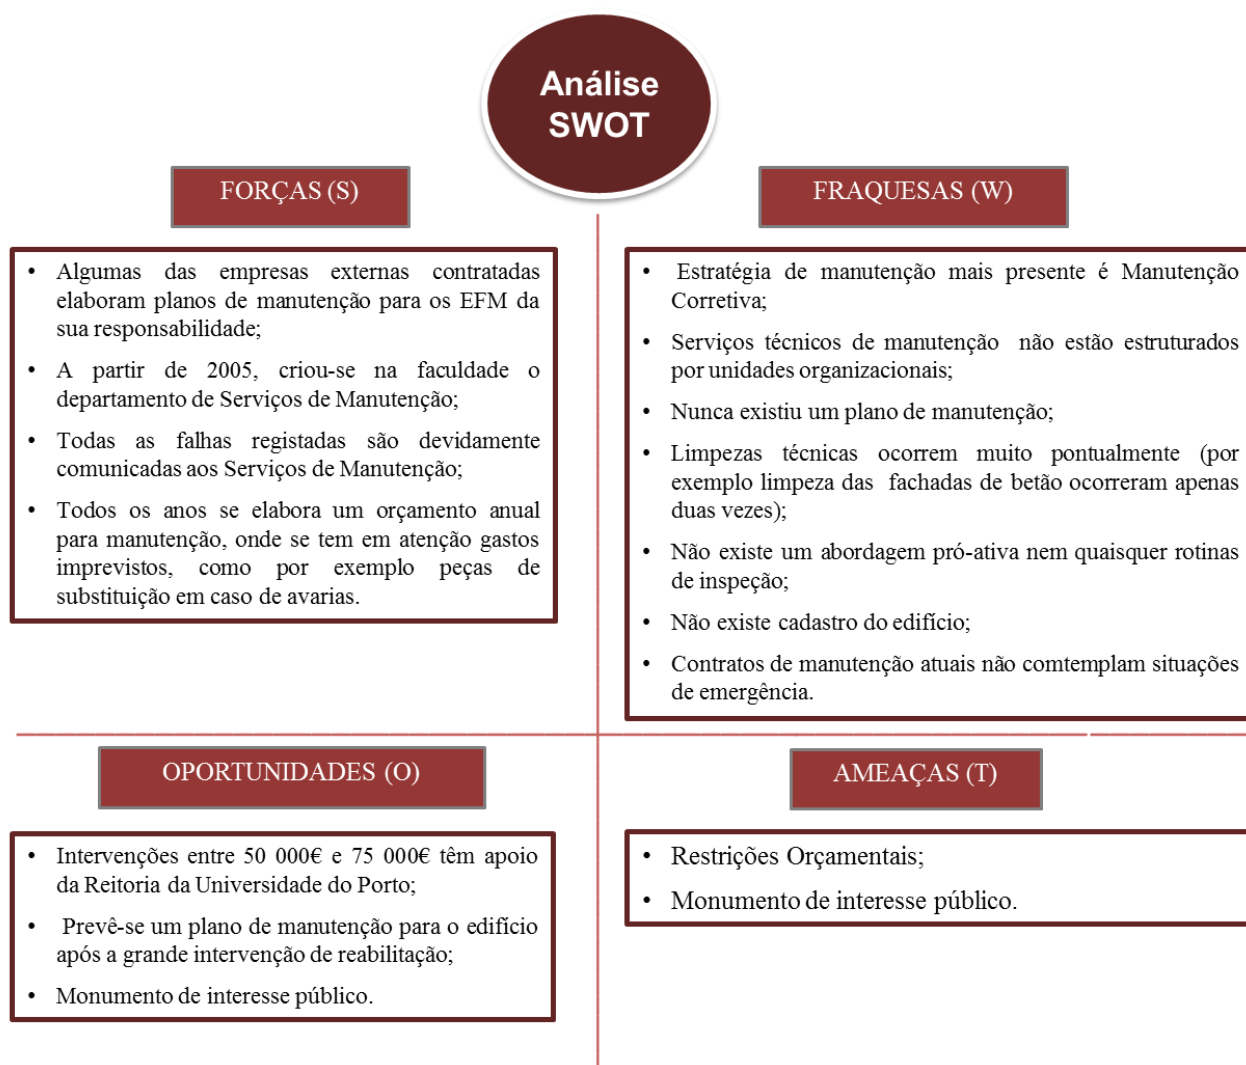 Análise
SWOT
FORÇAS (S)
• Algumas das empresas externas contratadas
elaboram planos de manutenção para os EFM da
sua responsabilidade;
• A partir de 2005, criou-se na faculdade o
departamento de Serviços de Manutenção;
• Todas as falhas registadas são devidamente
comunicadas aos Serviços de Manutenção;
• Todos os anos se elabora um orçamento anual
para manutenção, onde se tem em atenção gastos
imprevistos, como por exemplo peças de
substituição em caso de avarias.
FRAQUESAS (W)
• Estratégia de manutenção mais presente é Manutenção
Corretiva;
• Serviços técnicos de manutenção não estão estruturados
por unidades organizacionais;
• Nunca existiu um plano de manutenção;
• Limpezas técnicas ocorrem muito pontualmente (por
exemplo limpeza das fachadas de betão ocorreram apenas
duas vezes);
• Não existe um abordagem pró-ativa nem quaisquer rotinas
de inspeção;
• Não existe cadastro do edifício;
• Contratos de manutenção atuais não comtemplam situações
de emergência.
OPORTUNIDADES (O)
• Intervenções entre 50 000€ e 75 000€ têm apoio
da Reitoria da Universidade do Porto;
• Prevê-se um plano de manutenção para o edifício
após a grande intervenção de reabilitação;
• Monumento de interesse público.
AMEAÇAS (T)
• Restrições Orçamentais;
• Monumento de interesse público.